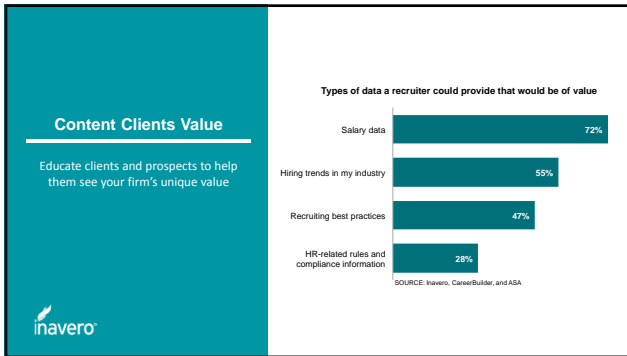 Content Clients Value
Educate clients and prospects to help
them see your firm's unique value
inavero
Types of data a recruiter could provide that would be of value
Salary data
72%
Hiring trends in my industry
55%
Recruiting best practices
47%
HR-related rules and
compliance information
28%
SOURCE: Inavero, CareerBuilder, and ASA